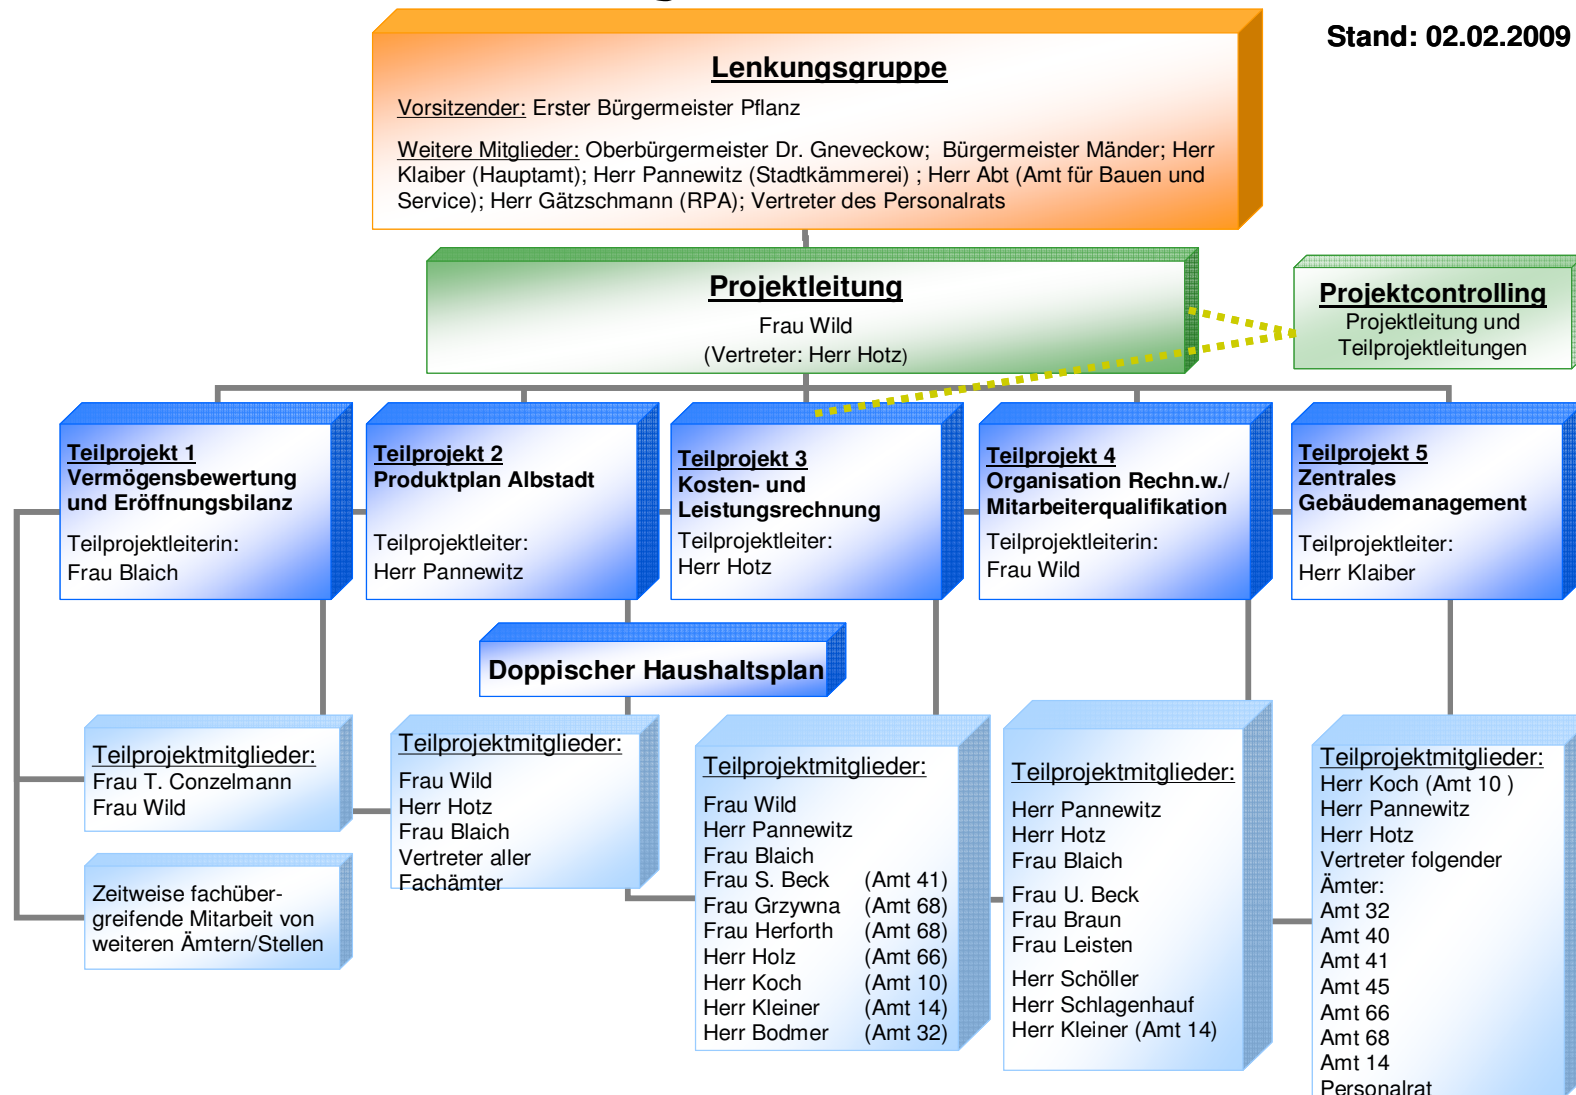 Stand: 02.02.2009
Lenkungsgruppe
Vorsitzender: Erster Bürgermeister Pflanz
Weitere Mitglieder: Oberbürgermeister Dr. Gneveckow; Bürgermeister Mänder; Herr
Klaiber (Hauptamt); Herr Pannewitz (Stadtkämmerei) ; Herr Abt (Amt für Bauen und
Service); Herr Gätzschmann (RPA); Vertreter des Personalrats
Projektleitung
Frau Wild
(Vertreter: Herr Hotz)
Projektcontrolling
Projektleitung und
Teilprojektleitungen
Teilprojekt 1
Vermögensbewertung
und Eröffnungsbilanz
Teilprojektleiterin:
Frau Blaich
Teilprojekt 2
Produktplan Albstadt
Teilprojektleiter:
Herr Pannewitz
Teilprojekt 3
Kosten- und
Leistungsrechnung
Teilprojektleiter:
Herr Hotz
Teilprojekt 4
Organisation Rechn.w./
Mitarbeiterqualifikation
Teilprojektleiterin:
Frau Wild
Teilprojekt 5
Zentrales
Gebäudemanagement
Teilprojektleiter:
Herr Klaiber
Doppischer Haushaltsplan
Teilprojektmitglieder:
Frau T. Conzelmann
Frau Wild
Zeitweise fachüber-
greifende Mitarbeit von
weiteren Ämtern/Stellen
Teilprojektmitglieder:
Frau Wild
Herr Hotz
Frau Blaich
Vertreter aller
Fachämter
Teilprojektmitglieder:
Frau Wild
Herr Pannewitz
Frau Blaich
Frau S. Beck (Amt 41)
Frau Grzywna (Amt 68)
Frau Herforth (Amt 68)
Herr Holz (Amt 66)
Herr Koch (Amt 10)
Herr Kleiner (Amt 14)
Herr Bodmer (Amt 32)
Teilprojektmitglieder:
Herr Pannewitz
Herr Hotz
Frau Blaich
Frau U. Beck
Frau Braun
Frau Leisten
Herr Schöller
Herr Schlagenhauf
Herr Kleiner (Amt 14)
Teilprojektmitglieder:
Herr Koch (Amt 10 )
Herr Pannewitz
Herr Hotz
Vertreter folgender
Ämter:
Amt 32
Amt 40
Amt 41
Amt 45
Amt 66
Amt 68
Amt 14
Personalrat